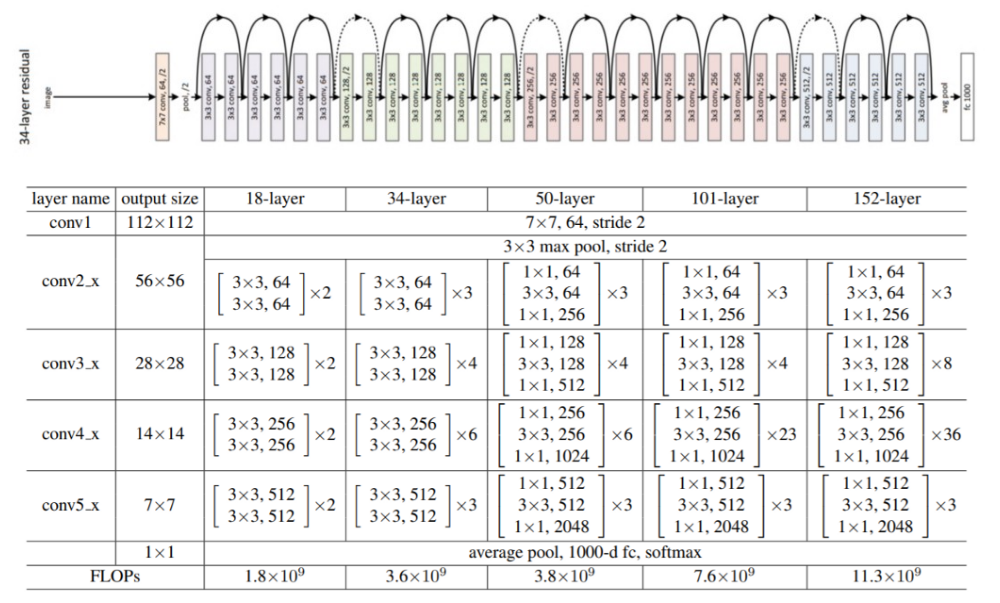 34-layer residual
image
7x7 conv, 64, /2
pool, /2
3x3 conv, 64
3x3 conv, 64
3x3 conv, 64
3x3 conv, 64
3x3 conv, 64
3x3 conv, 64
3x3 conv, 128, /2
3x3 conv, 128
3x3 conv, 128
3x3 conv, 128
3x3 conv, 128
3x3 conv, 128
3x3 conv, 128
3x3 conv, 128
3x3 conv, 256, /2
3x3 conv, 256
3x3 conv, 256
3x3 conv, 256
3x3 conv, 256
3x3 conv, 256
3x3 conv, 256
3x3 conv, 256
3x3 conv, 256
3x3 conv, 256
3x3 conv, 256
3x3 conv, 256
3x3 conv, 512, /2
3x3 conv, 512
3x3 conv, 512
3x3 conv, 512
3x3 conv, 512
3x3 conv, 512
avg pool
fc 1000
layer name output size 18-layer 34-layer 50-layer 101-layer 152-layer
conv1 112×112 7×7, 64, stride 2
3×3 max pool, stride 2
conv2_x 56×56
[3×3, 64
3×3, 64] ×2
[3×3, 64
3×3, 64] ×3
[1×1, 64
3×3, 64
1×1, 256] ×3
[1×1, 64
3×3, 64
1×1, 256] ×3
[1×1, 64
3×3, 64
1×1, 256] ×3
conv3_x 28×28
[3×3, 128
3×3, 128] ×2
[3×3, 128
3×3, 128] ×4
[1×1, 128
3×3, 128
1×1, 512] ×4
[1×1, 128
3×3, 128
1×1, 512] ×4
[1×1, 128
3×3, 128
1×1, 512] ×8
conv4_x 14×14
[3×3, 256
3×3, 256] ×2
[3×3, 256
3×3, 256] ×6
[1×1, 256
3×3, 256
1×1, 1024] ×6
[1×1, 256
3×3, 256
1×1, 1024] ×23
[1×1, 256
3×3, 256
1×1, 1024] ×36
conv5_x 7×7
[3×3, 512
3×3, 512] ×2
[3×3, 512
3×3, 512] ×3
[1×1, 512
3×3, 512
1×1, 2048] ×3
[1×1, 512
3×3, 512
1×1, 2048] ×3
[1×1, 512
3×3, 512
1×1, 2048] ×3
1×1 average pool, 1000-d fc, softmax
FLOPs 1.8×10⁹ 3.6×10⁹ 3.8×10⁹ 7.6×10⁹ 11.3×10⁹